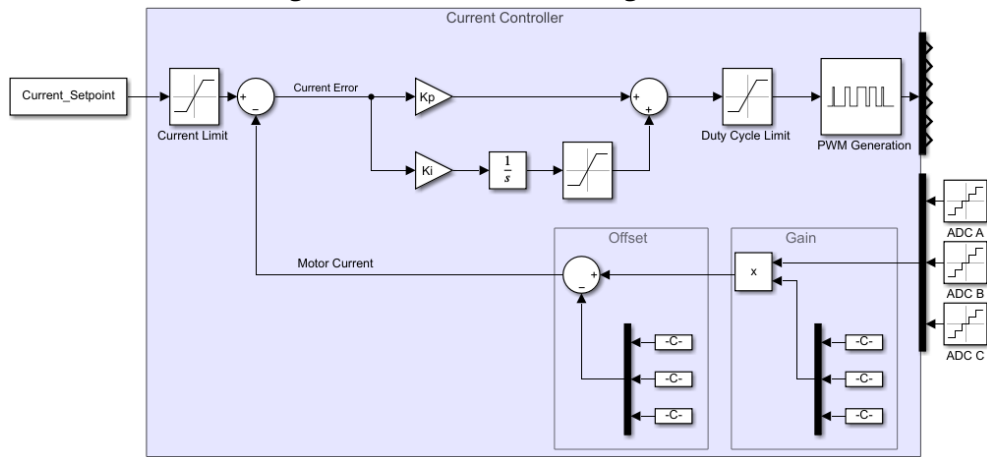 Current Controller
Current_Setpoint
Current Limit
+
−
Current Error
Kp
Ki
1
s
+
+
Duty Cycle Limit
PWM Generation
ADC A
ADC B
ADC C
Motor Current
Offset
+
−
-C-
-C-
-C-
Gain
x
-C-
-C-
-C-